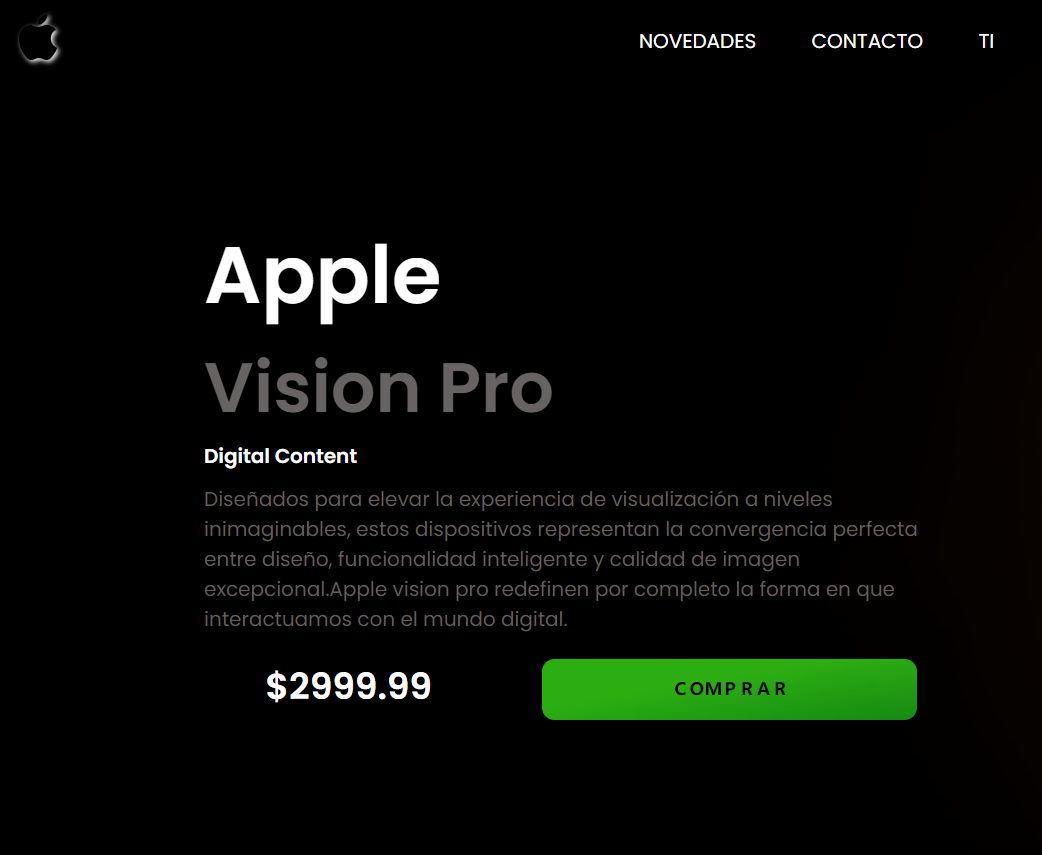 NOVEDADES CONTACTO TI
Apple
Vision Pro
Digital Content
Diseñados para elevar la experiencia de visualización a niveles
inimaginables, estos dispositivos representan la convergencia perfecta
entre diseño, funcionalidad inteligente y calidad de imagen
excepcional.Apple vision pro redefinen por completo la forma en que
interactuamos con el mundo digital.
$2999.99 COMPRAR